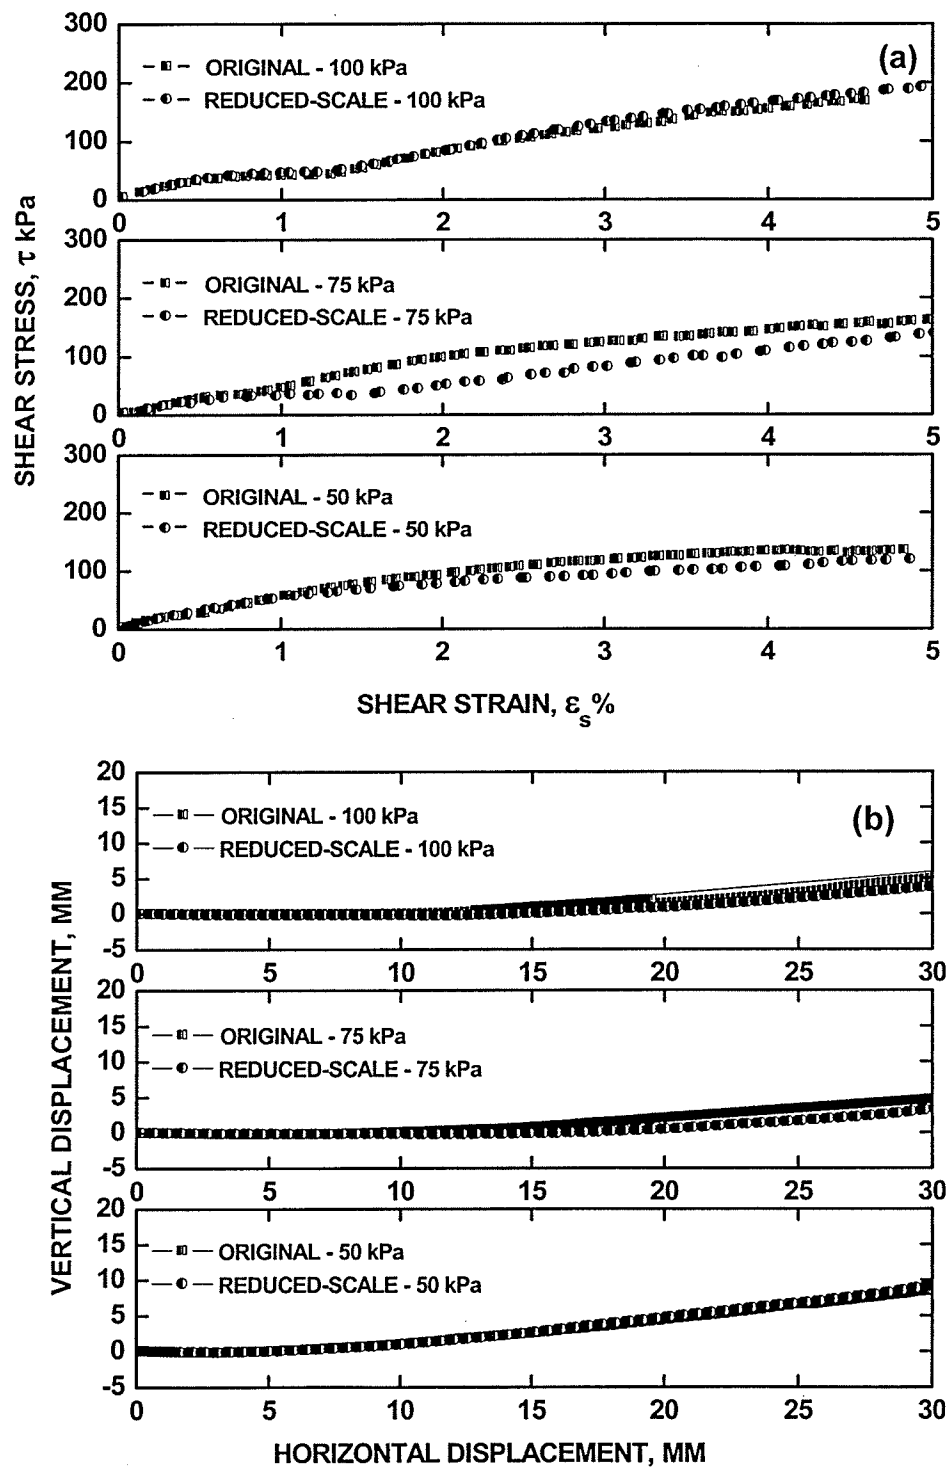 300
(a)
ORIGINAL - 100 kPa
200
REDUCED-SCALE - 100 kPa
100
0
0 1 2 3 4 5
300
ORIGINAL - 75 kPa
200
REDUCED-SCALE - 75 kPa
100
0
0 1 2 3 4 5
300
ORIGINAL - 50 kPa
200
REDUCED-SCALE - 50 kPa
100
0
0 1 2 3 4 5
SHEAR STRESS, τ kPa
SHEAR STRAIN, εs%
20
15
ORIGINAL - 100 kPa
(b)
10
REDUCED-SCALE - 100 kPa
5
0
-5
0 5 10 15 20 25 30
20
15
ORIGINAL - 75 kPa
10
REDUCED-SCALE - 75 kPa
5
0
-5
0 5 10 15 20 25 30
20
15
ORIGINAL - 50 kPa
10
REDUCED-SCALE - 50 kPa
5
0
-5
0 5 10 15 20 25 30
VERTICAL DISPLACEMENT, MM
HORIZONTAL DISPLACEMENT, MM